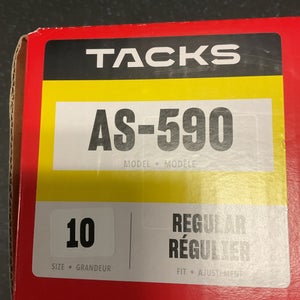 TACKS
AS-590
MODEL • MODÈLE
10
SIZE • GRANDEUR
REGULAR
RÉGULIER
FIT • AJUSTEMENT